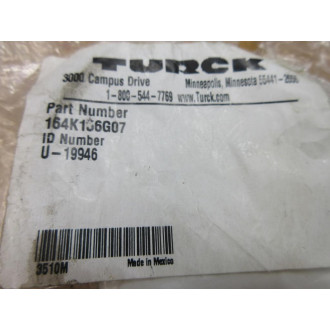 TURCK
3000 Campus Drive Minneapolis, Minnesota 55441-2656
1-800-544-7769 www.Turck.com
Part Number
164K136G07
ID Number
U-19946
3510M
Made in Mexico